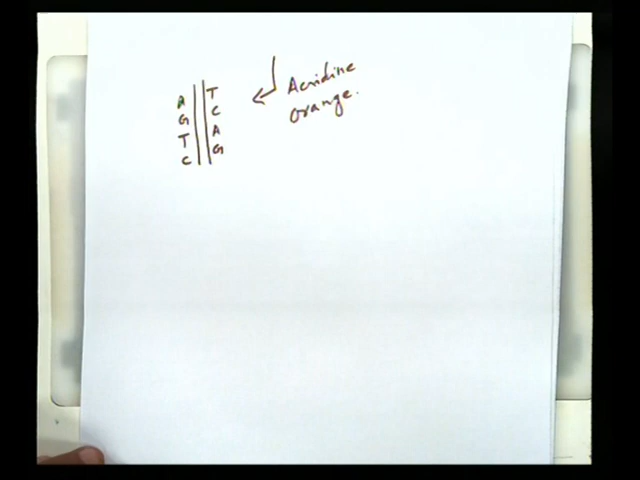 A T
G C
T A
C G
Acridine
orange.